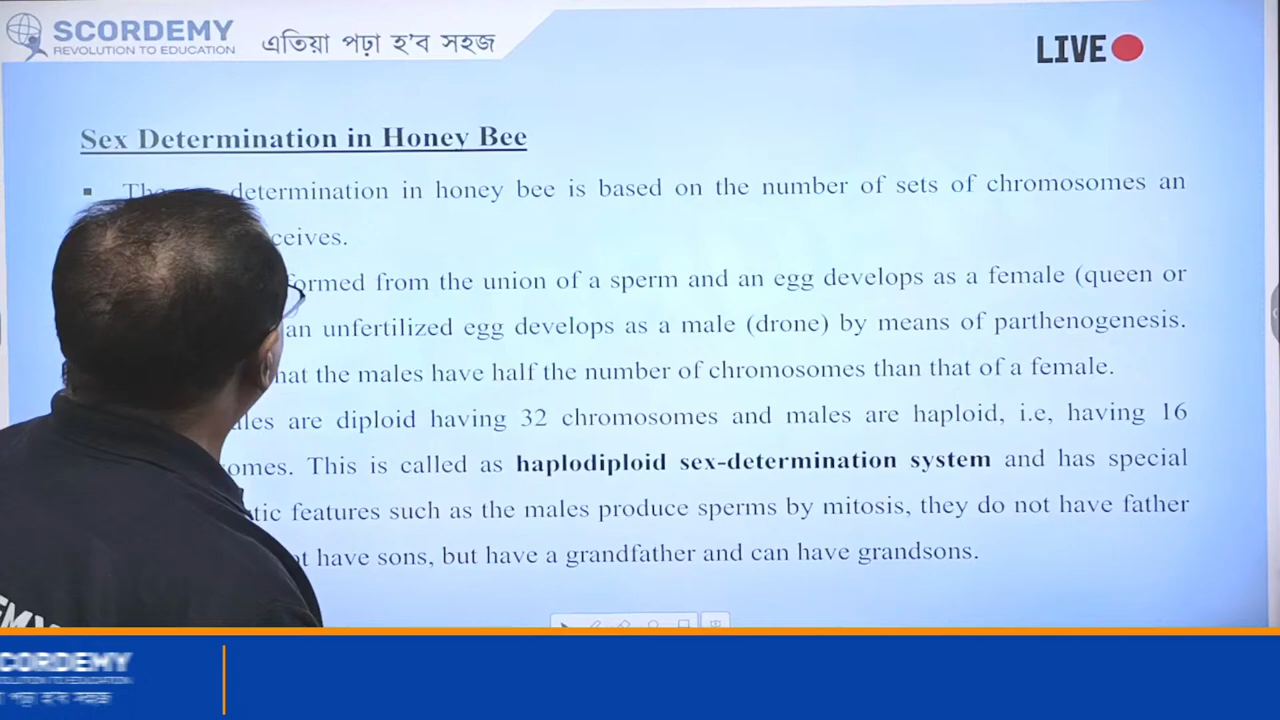 SCORDEMY
REVOLUTION TO EDUCATION
এতিয়া পঢ়া হ'ব সহজ
LIVE
Sex Determination in Honey Bee
determination in honey bee is based on the number of sets of chromosomes an
ceives.
ormed from the union of a sperm and an egg develops as a female (queen or
an unfertilized egg develops as a male (drone) by means of parthenogenesis.
hat the males have half the number of chromosomes than that of a female.
les are diploid having 32 chromosomes and males are haploid, i.e, having 16
omes. This is called as haplodiploid sex-determination system and has special
tic features such as the males produce sperms by mitosis, they do not have father
t have sons, but have a grandfather and can have grandsons.
CORDEMY